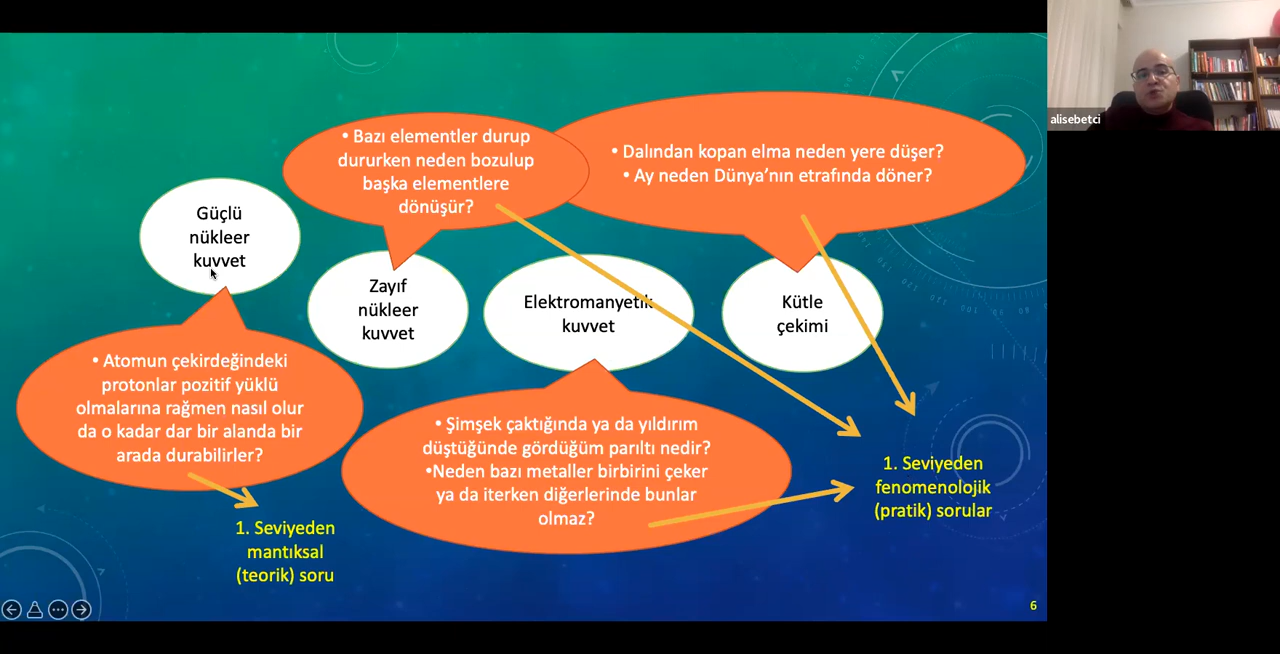 alisebetci
• Bazı elementler durup
dururken neden bozulup
başka elementlere
dönüşür?
• Dalından kopan elma neden yere düşer?
• Ay neden Dünya’nın etrafında döner?
Güçlü
nükleer
kuvvet
Zayıf
nükleer
kuvvet
Elektromanyetik
kuvvet
Kütle
çekimi
• Atomun çekirdeğindeki
protonlar pozitif yüklü
olmalarına rağmen nasıl olur
da o kadar dar bir alanda bir
arada durabilirler?
• Şimşek çaktığında ya da yıldırım
düştüğünde gördüğüm parıltı nedir?
•Neden bazı metaller birbirini çeker
ya da iterken diğerlerinde bunlar
olmaz?
1. Seviyeden
fenomenolojik
(pratik) sorular
1. Seviyeden
mantıksal
(teorik) soru
6